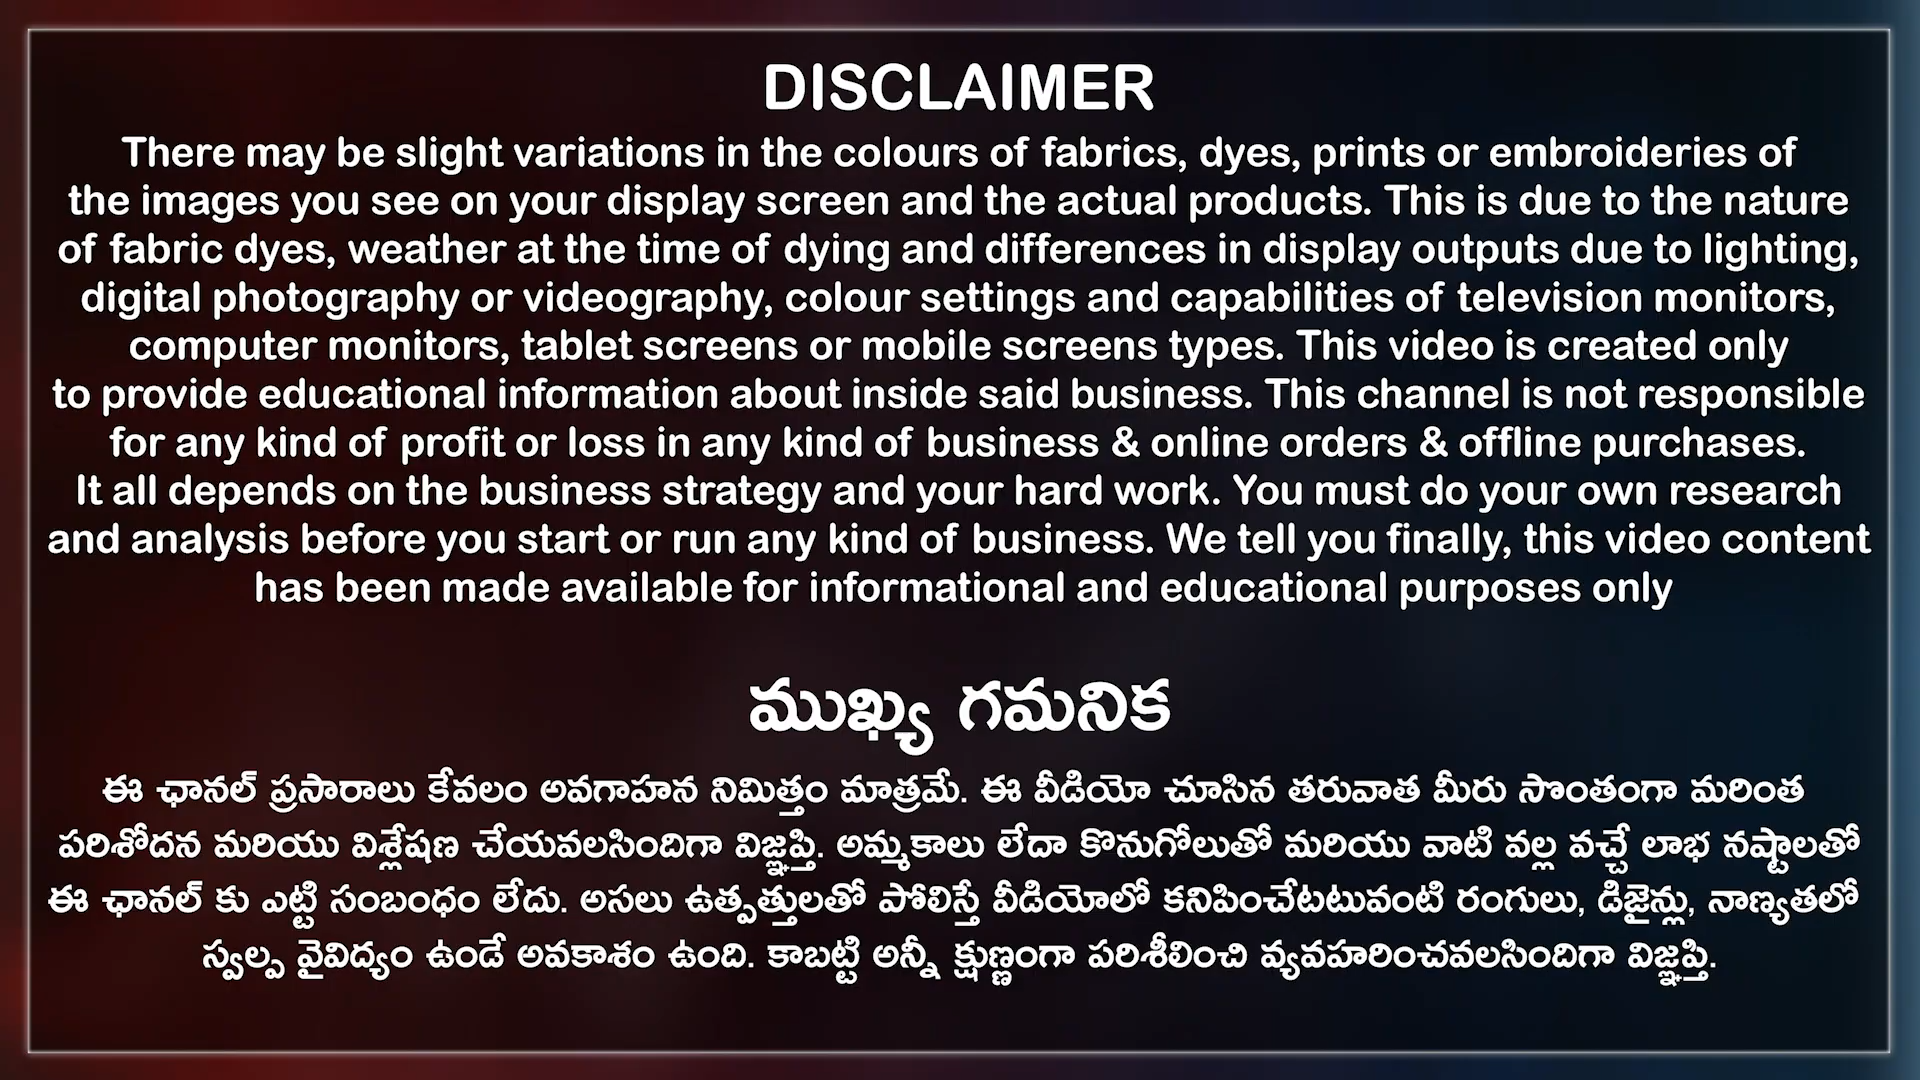 DISCLAIMER
There may be slight variations in the colours of fabrics, dyes, prints or embroideries of
the images you see on your display screen and the actual products. This is due to the nature
of fabric dyes, weather at the time of dying and differences in display outputs due to lighting,
digital photography or videography, colour settings and capabilities of television monitors,
computer monitors, tablet screens or mobile screens types. This video is created only
to provide educational information about inside said business. This channel is not responsible
for any kind of profit or loss in any kind of business & online orders & offline purchases.
It all depends on the business strategy and your hard work. You must do your own research
and analysis before you start or run any kind of business. We tell you finally, this video content
has been made available for informational and educational purposes only
ముఖ్య గమనిక
ఈ ఛానల్ ప్రసారాలు కేవలం అవగాహన నిమిత్తం మాత్రమే. ఈ వీడియో చూసిన తరువాత మీరు సొంతంగా మరింత
పరిశోదన మరియు విశ్లేషణ చేయవలసిందిగా విజ్ఞప్తి. అమ్మకాలు లేదా కొనుగోలుతో మరియు వాటి వల్ల వచ్చే లాభ నష్టాలతో
ఈ ఛానల్ కు ఎట్టి సంబంధం లేదు. అసలు ఉత్పత్తులతో పోలిస్తే వీడియోలో కనిపించేటటువంటి రంగులు, డిజైన్లు, నాణ్యతలో
స్వల్ప వైవిద్యం ఉండే అవకాశం ఉంది. కాబట్టి అన్నీ క్షుణ్ణంగా పరిశీలించి వ్యవహరించవలసిందిగా విజ్ఞప్తి.